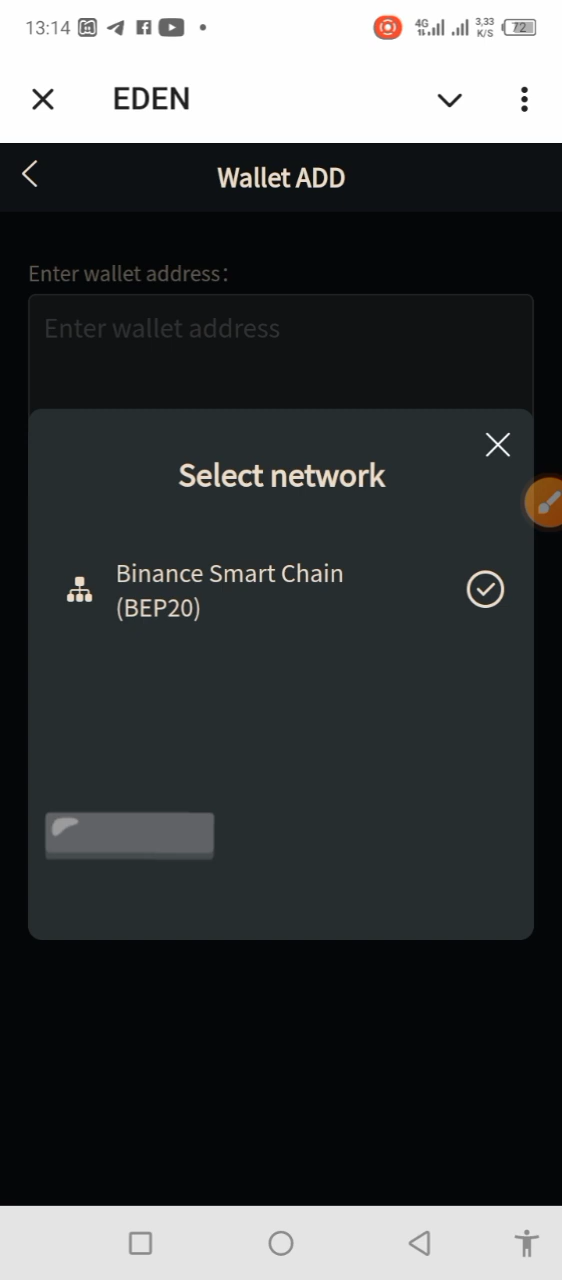 13:14
4G
3,33
K/S
72
EDEN
Wallet ADD
Enter wallet address:
Enter wallet address
Select network
Binance Smart Chain
(BEP20)